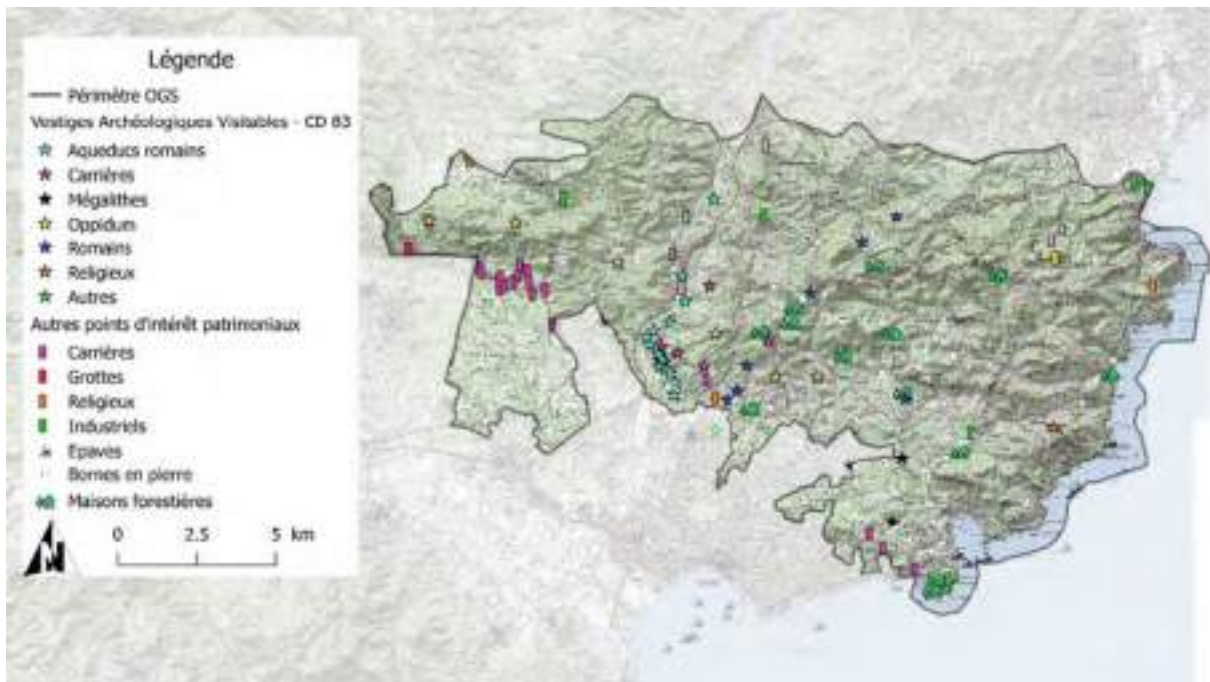 Légende
Périmètre OGS
Vestiges Archéologiques Visitables - CD 83
Aqueducs romains
Carrières
Mégalithes
Oppidum
Romains
Religieux
Autres
Autres points d'intérêt patrimoniaux
Carrières
Grottes
Religieux
Industriels
Epaves
Bornes en pierre
Maisons forestières
N
0 2.5 5 km